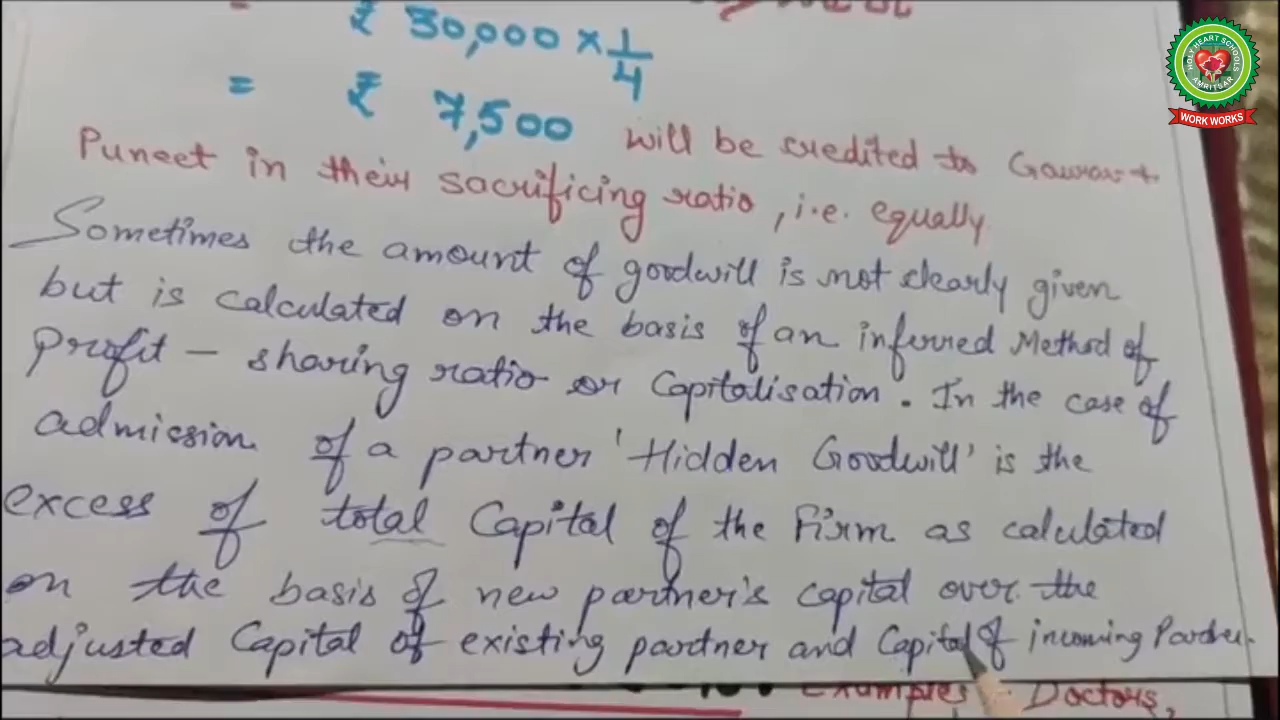 ₹ 30,000 × 1/4
= ₹ 7,500 will be credited to Gaurav +
Puneet in their sacrificing ratio, i.e. equally
Sometimes the amount of goodwill is not clearly given
but is calculated on the basis of an inferred Method of
Profit - sharing ratio or Capitalisation. In the case of
admission of a partner 'Hidden Goodwill' is the
excess of total Capital of the Firm as calculated
on the basis of new partner's capital over the
adjusted Capital of existing partner and Capital of incoming Partner.
Examples: Doctors,
HOLY HEART SCHOOLS
AMRITSAR
WORK WORKS